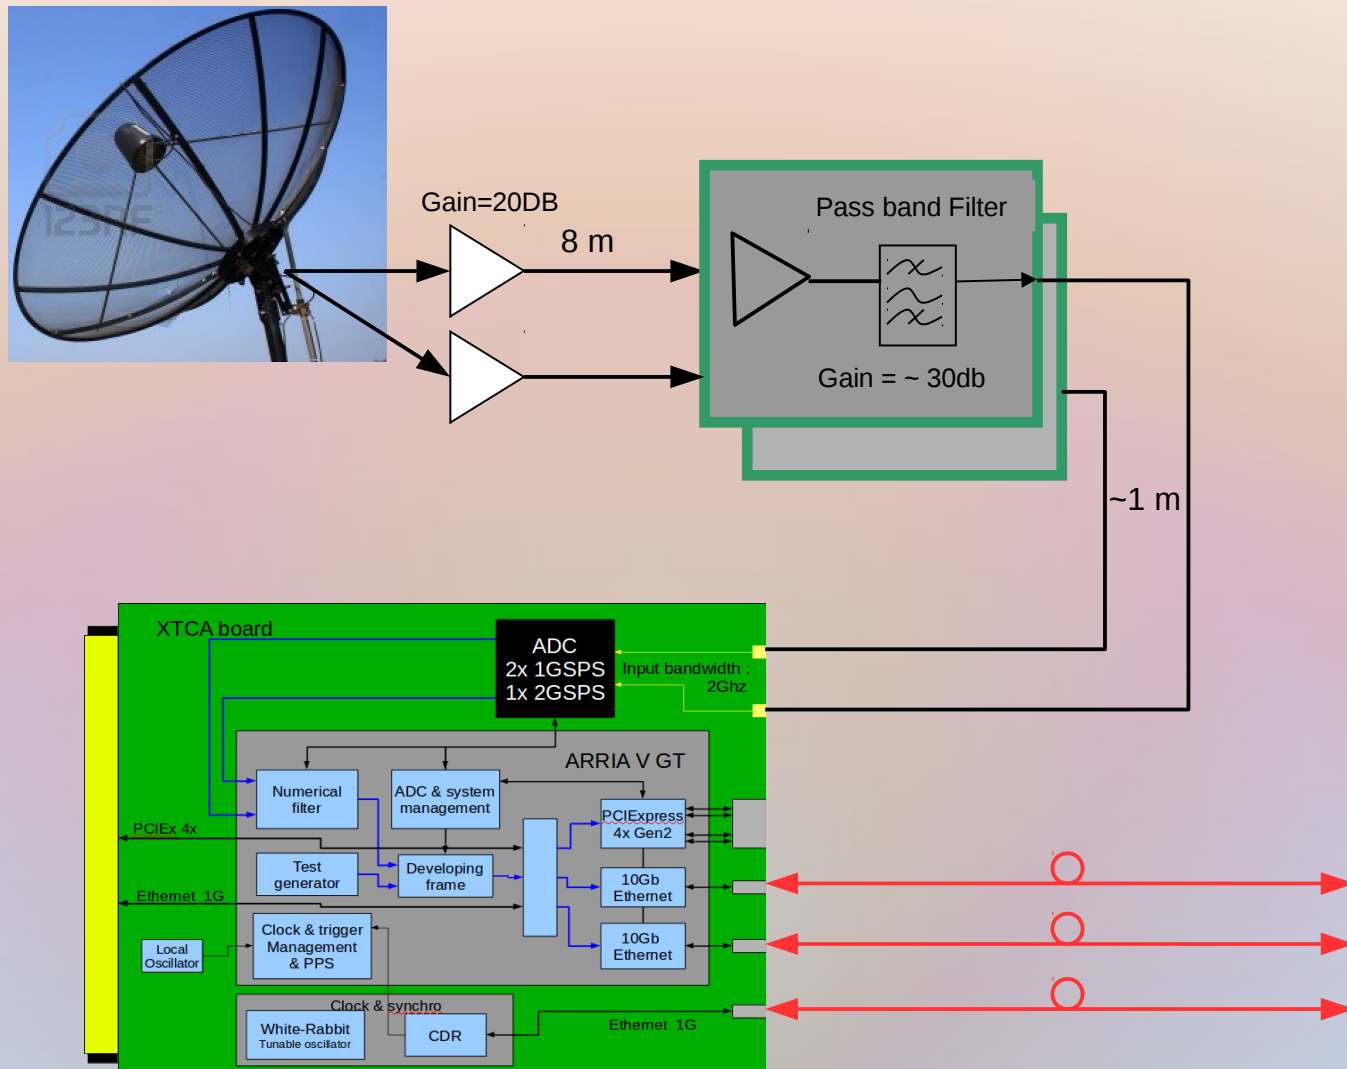 123RF
Gain=20DB
8 m
Pass band Filter
Gain = ~ 30db
~1 m
XTCA board
ADC
2x 1GSPS
1x 2GSPS
Input bandwidth :
2Ghz
ARRIA V GT
Numerical
filter
ADC & system
management
PCIExpress
4x Gen2
PCIEx 4x
Test
generator
Developing
frame
10Gb
Ethernet
Ethernet 1G
Clock & trigger
Management
& PPS
10Gb
Ethernet
Local
Oscillator
Clock & synchro
White-Rabbit
Tunable oscillator
CDR
Ethernet 1G